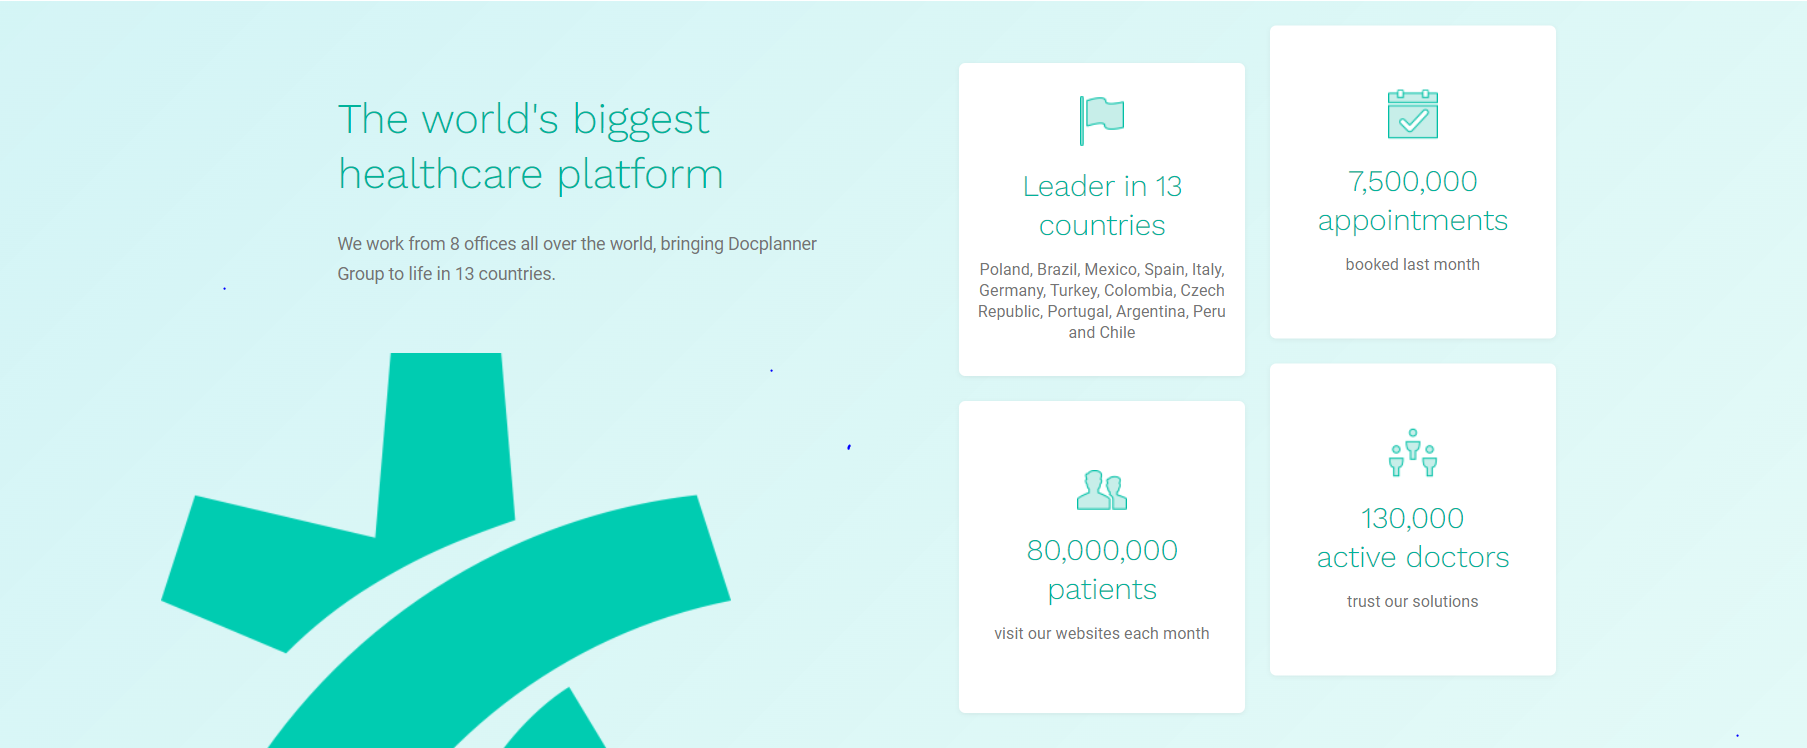 The world's biggest
healthcare platform
We work from 8 offices all over the world, bringing Docplanner
Group to life in 13 countries.
Leader in 13
countries
Poland, Brazil, Mexico, Spain, Italy,
Germany, Turkey, Colombia, Czech
Republic, Portugal, Argentina, Peru
and Chile
7,500,000
appointments
booked last month
80,000,000
patients
visit our websites each month
130,000
active doctors
trust our solutions